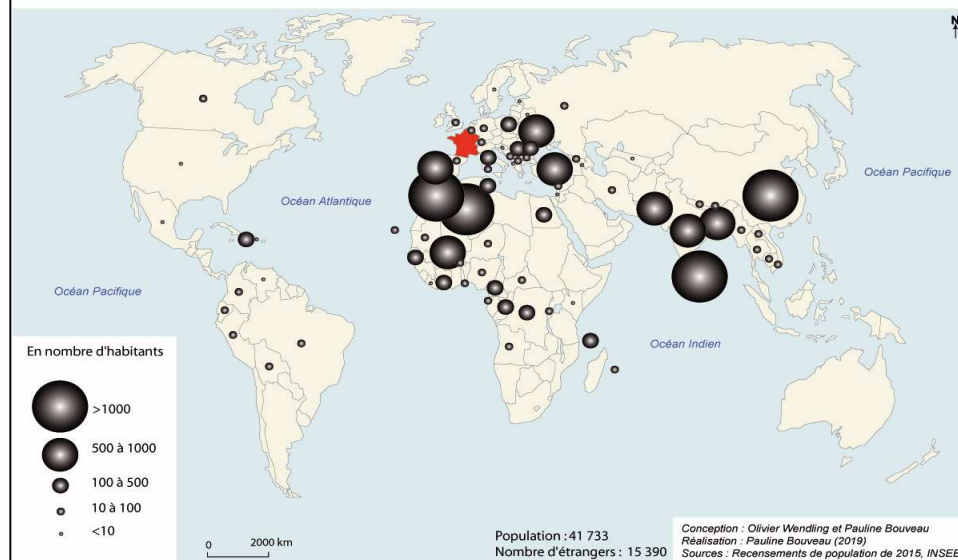 N
Océan Pacifique
Océan Atlantique
Océan Pacifique
Océan Indien
En nombre d'habitants
>1000
500 à 1000
100 à 500
10 à 100
<10
0 2000 km
Population : 41 733
Nombre d'étrangers : 15 390
Conception : Olivier Wendling et Pauline Bouveau
Réalisation : Pauline Bouveau (2019)
Sources : Recensements de population de 2015, INSEE